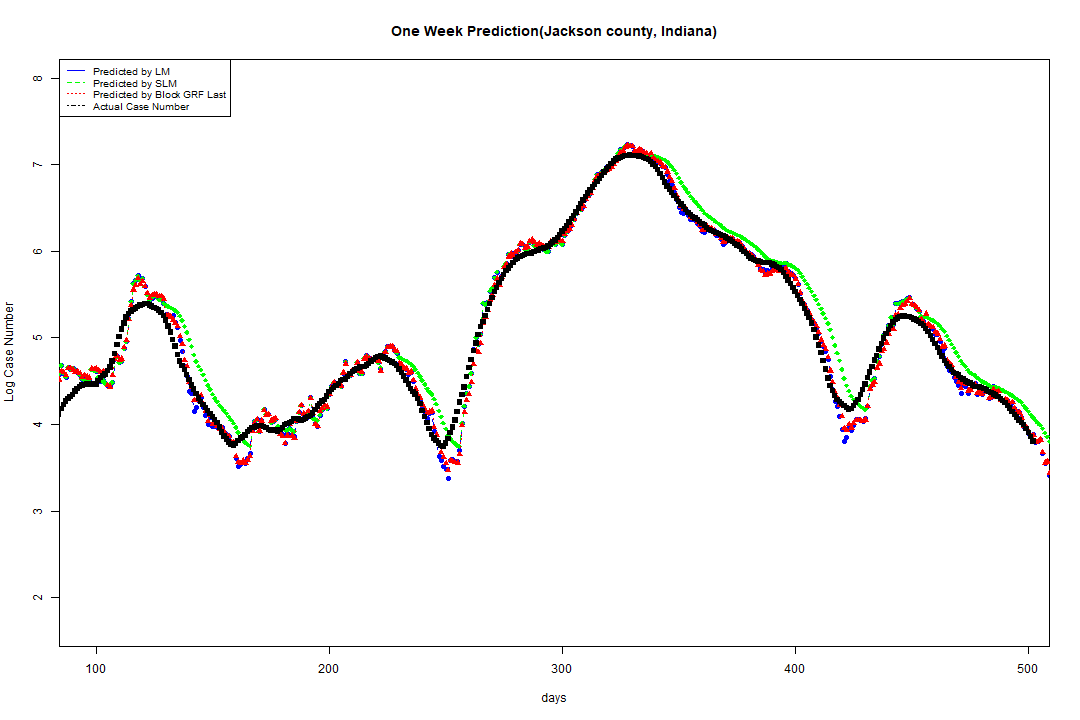 One Week Prediction(Jackson county, Indiana)
Predicted by LM
Predicted by SLM
Predicted by Block GRF Last
Actual Case Number
8
7
6
5
4
3
2
Log Case Number
100 200 300 400 500
days